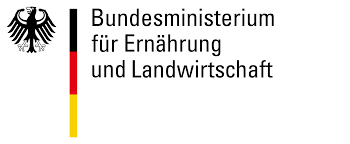 Bundesministerium
für Ernährung
und Landwirtschaft